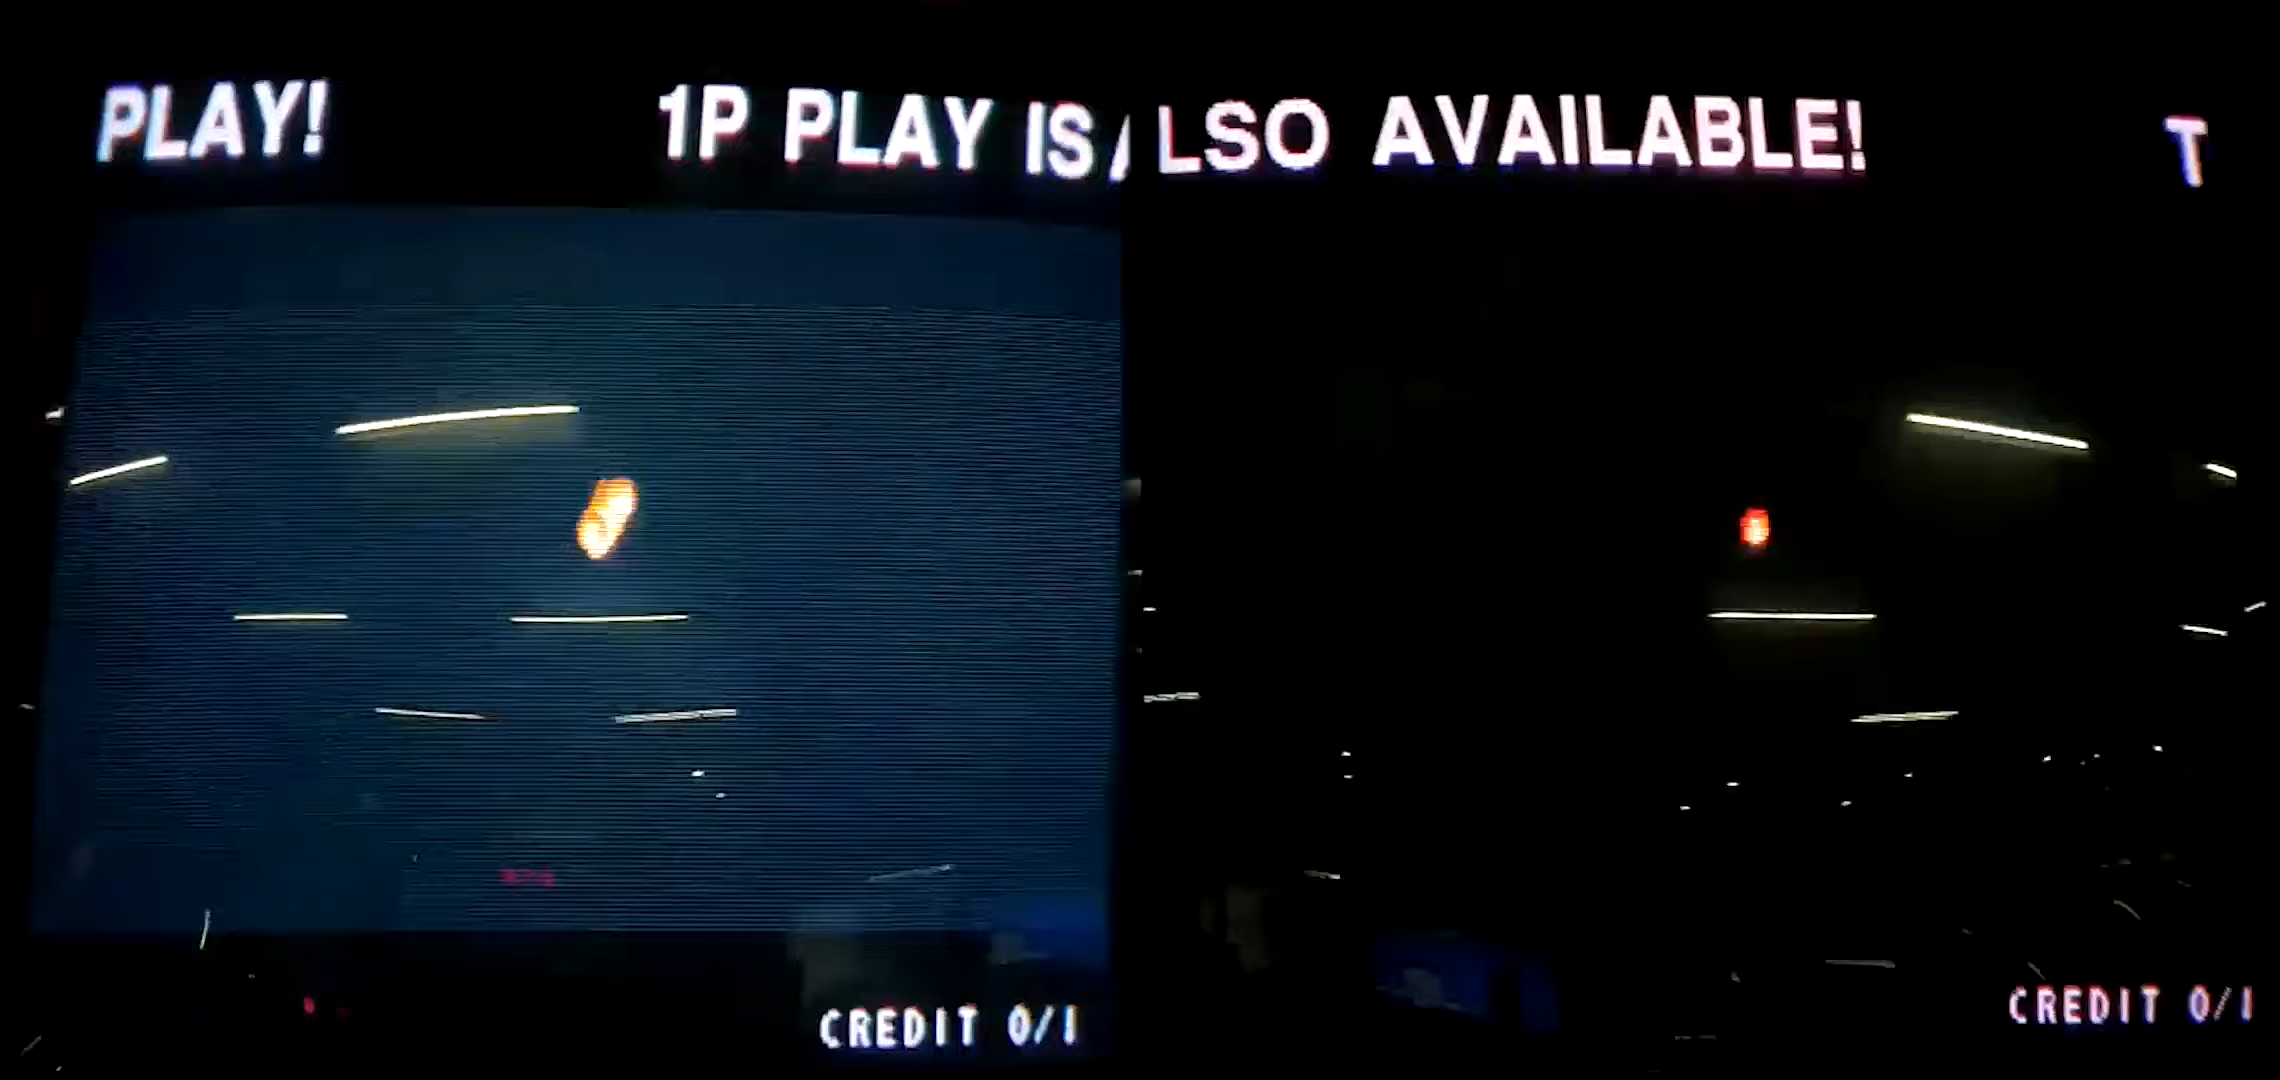 PLAY! 1P PLAY IS ALSO AVAILABLE! T
CREDIT 0/1 CREDIT 0/1